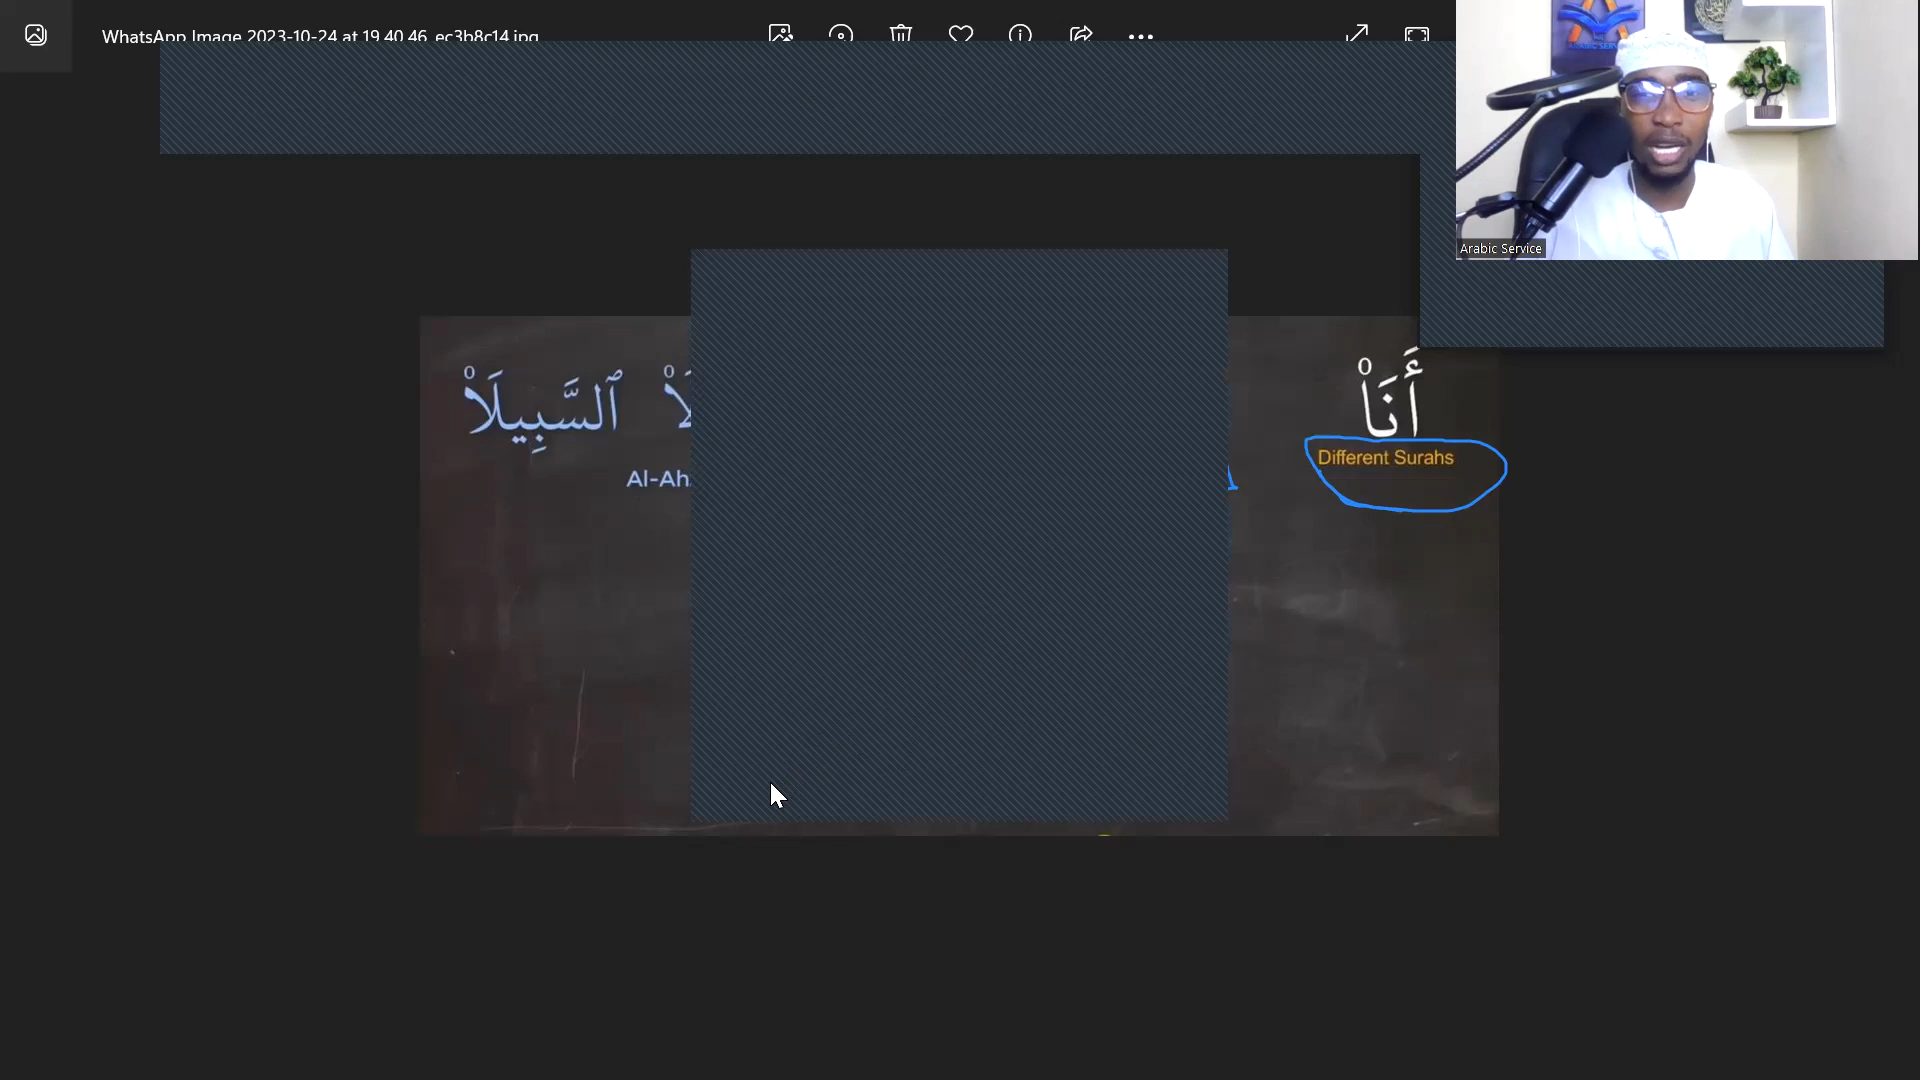 WhatsApp Image 2023-10-24 at 19.40.46_ec3b8c14.jpg
Arabic Service
أَنَا۠
ٱلسَّبِيلَا۠
Different Surahs
Al-Ah